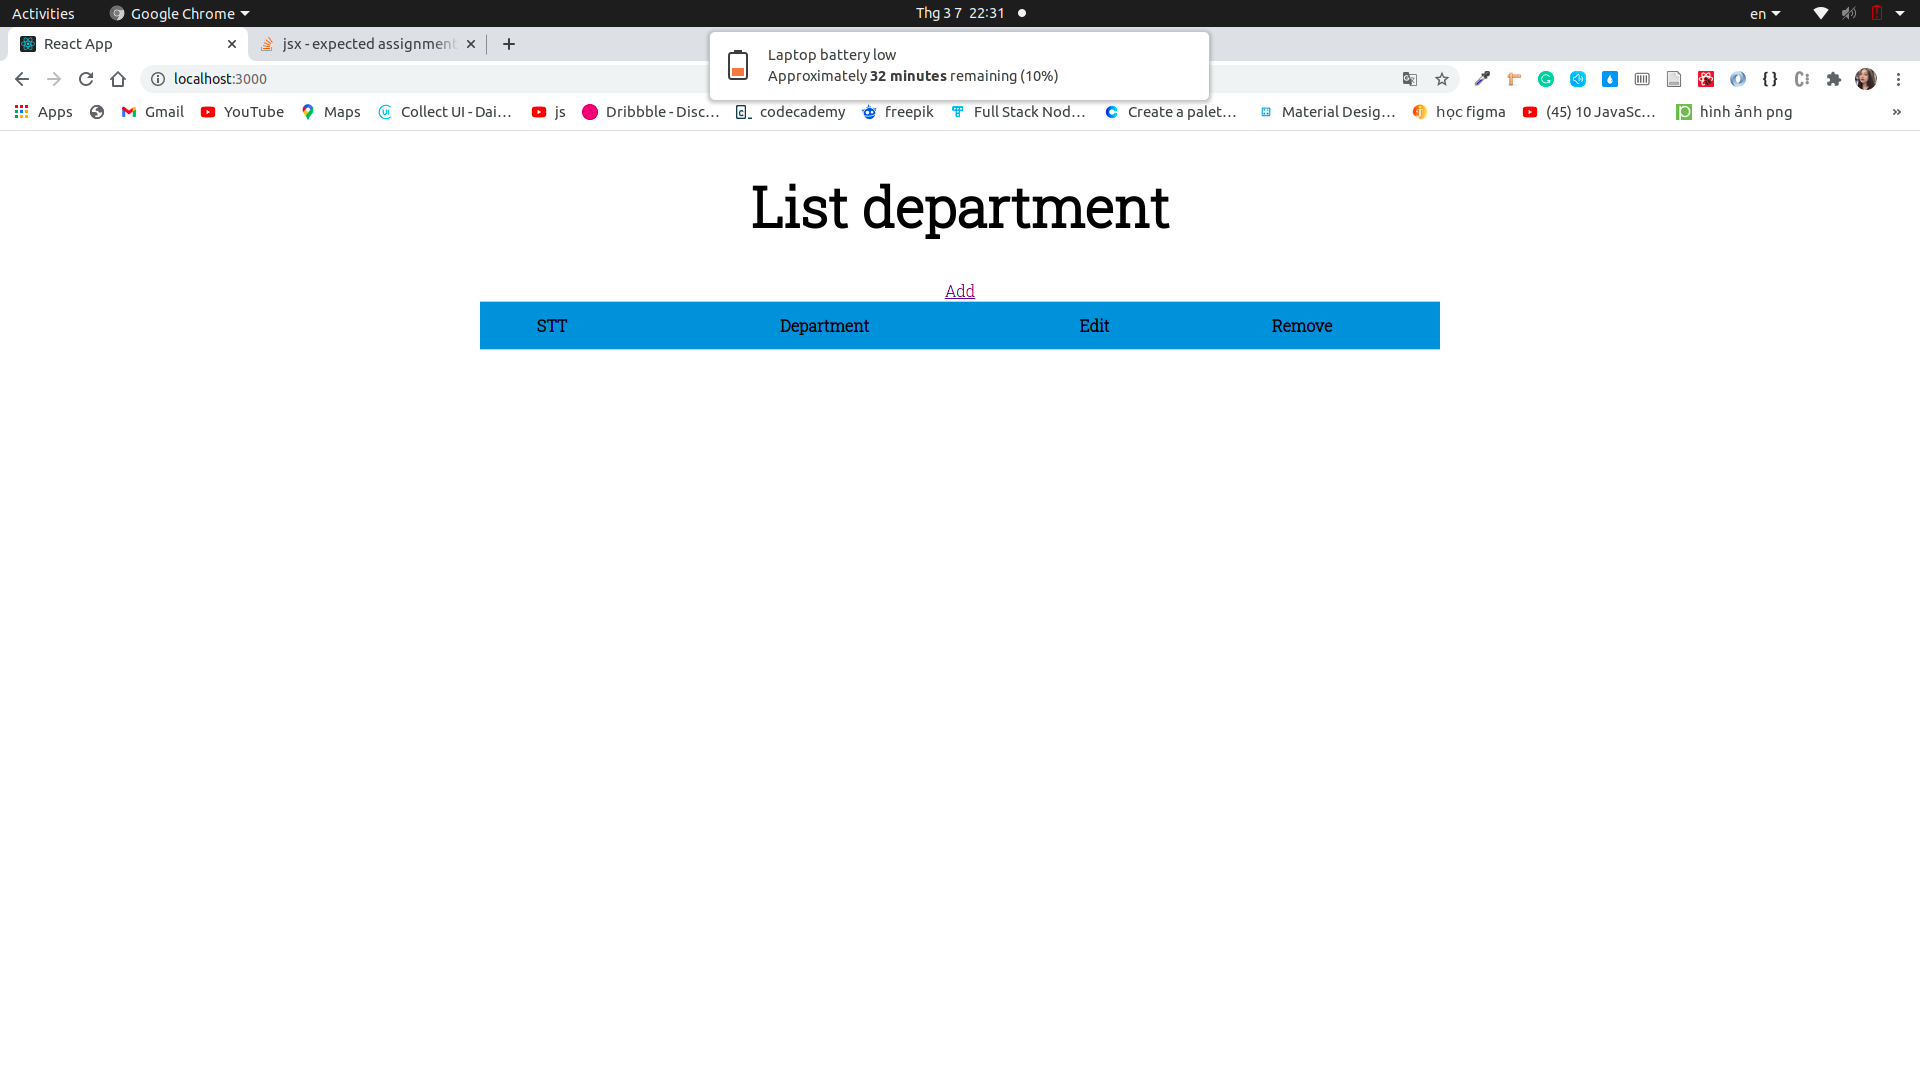 Activities Google Chrome Thg 3 7 22:31 en
React App jsx - expected assignment
Laptop battery low
Approximately 32 minutes remaining (10%)
localhost:3000
Apps Gmail YouTube Maps Collect UI - Dai... js Dribbble - Disc... codecademy freepik Full Stack Nod... Create a palet... Material Desig... học figma (45) 10 JavaSc... hình ảnh png »
List department
Add
STT Department Edit Remove